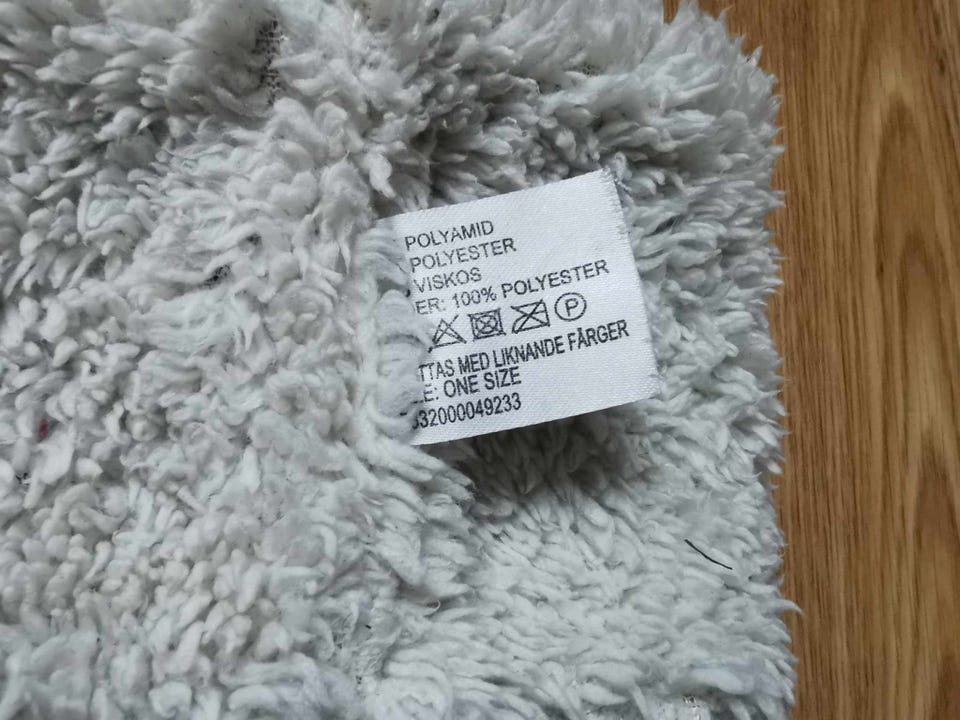 POLYAMID
POLYESTER
VISKOS
ER: 100% POLYESTER
P
TTAS MED LIKNANDE FÄRGER
E: ONE SIZE
32000049233